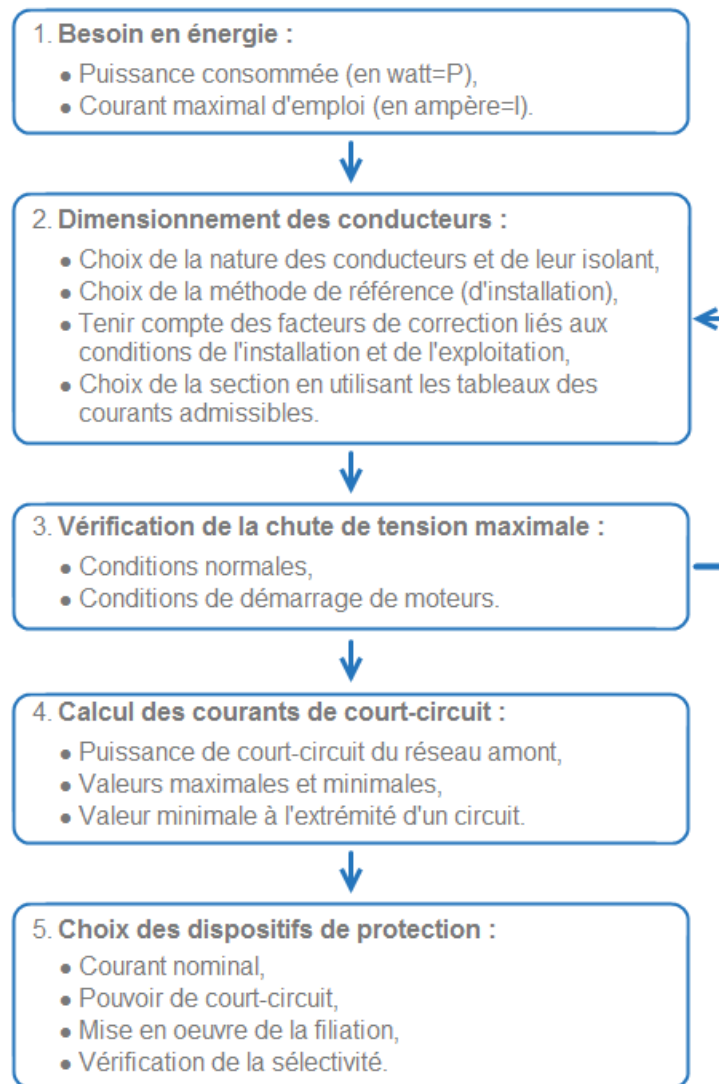 1. Besoin en énergie :
• Puissance consommée (en watt=P),
• Courant maximal d'emploi (en ampère=I).
2. Dimensionnement des conducteurs :
• Choix de la nature des conducteurs et de leur isolant,
• Choix de la méthode de référence (d'installation),
• Tenir compte des facteurs de correction liés aux
conditions de l'installation et de l'exploitation,
• Choix de la section en utilisant les tableaux des
courants admissibles.
3. Vérification de la chute de tension maximale :
• Conditions normales,
• Conditions de démarrage de moteurs.
4. Calcul des courants de court-circuit :
• Puissance de court-circuit du réseau amont,
• Valeurs maximales et minimales,
• Valeur minimale à l'extrémité d'un circuit.
5. Choix des dispositifs de protection :
• Courant nominal,
• Pouvoir de court-circuit,
• Mise en oeuvre de la filiation,
• Vérification de la sélectivité.